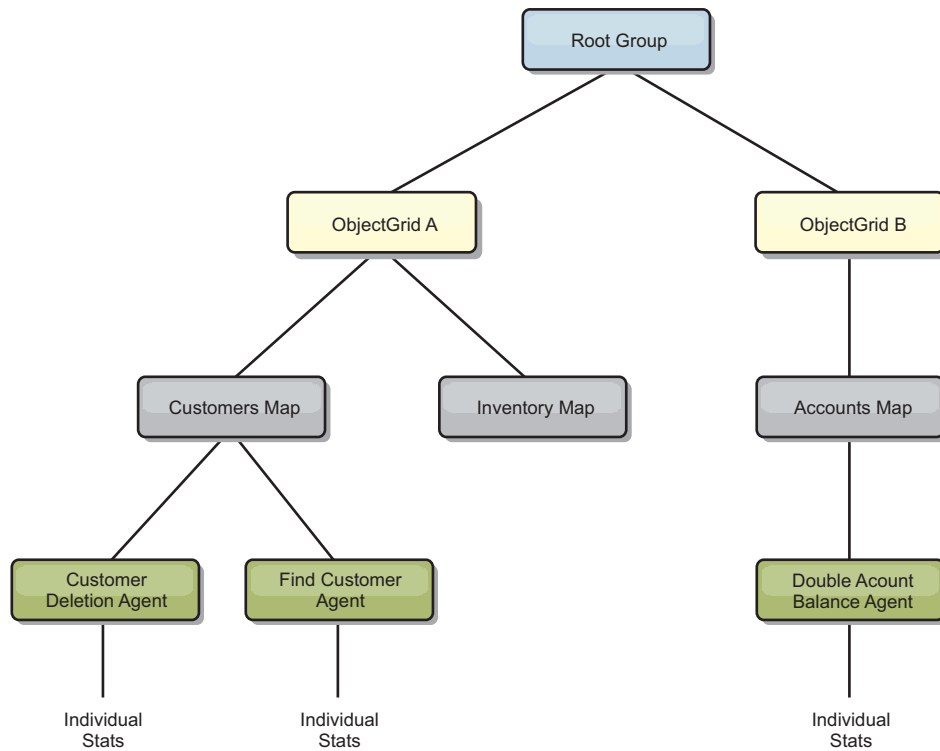 Root Group
ObjectGrid A
ObjectGrid B
Customers Map
Inventory Map
Accounts Map
Customer
Deletion Agent
Find Customer
Agent
Double Acount
Balance Agent
Individual
Stats
Individual
Stats
Individual
Stats